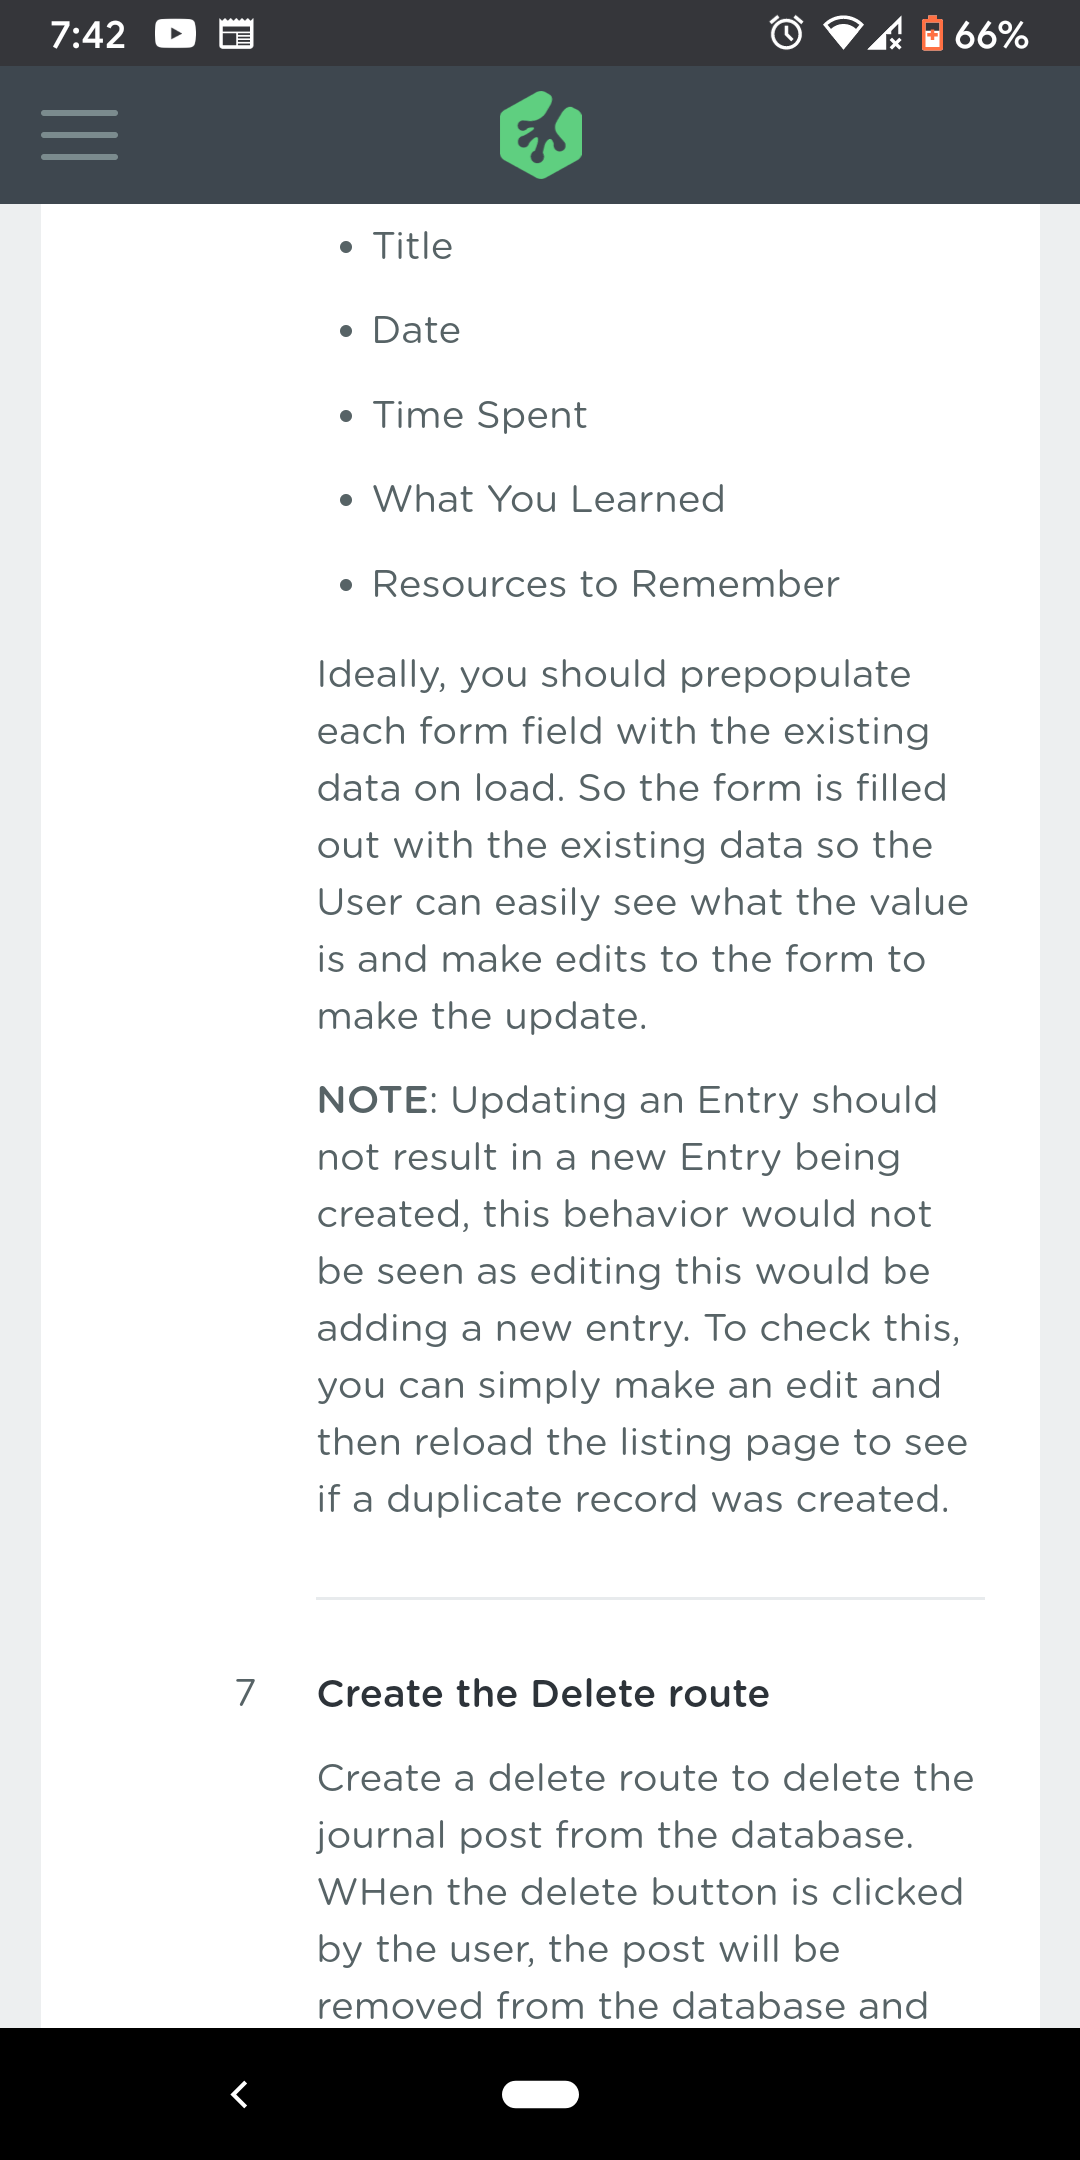 7:42
66%
• Title
• Date
• Time Spent
• What You Learned
• Resources to Remember
Ideally, you should prepopulate
each form field with the existing
data on load. So the form is filled
out with the existing data so the
User can easily see what the value
is and make edits to the form to
make the update.
NOTE: Updating an Entry should
not result in a new Entry being
created, this behavior would not
be seen as editing this would be
adding a new entry. To check this,
you can simply make an edit and
then reload the listing page to see
if a duplicate record was created.
7 Create the Delete route
Create a delete route to delete the
journal post from the database.
WHen the delete button is clicked
by the user, the post will be
removed from the database and